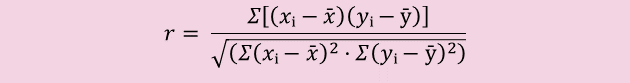 r = Σ[(xᵢ − x̄)(yᵢ − ȳ)] / √(Σ(xᵢ − x̄)² · Σ(yᵢ − ȳ)²)